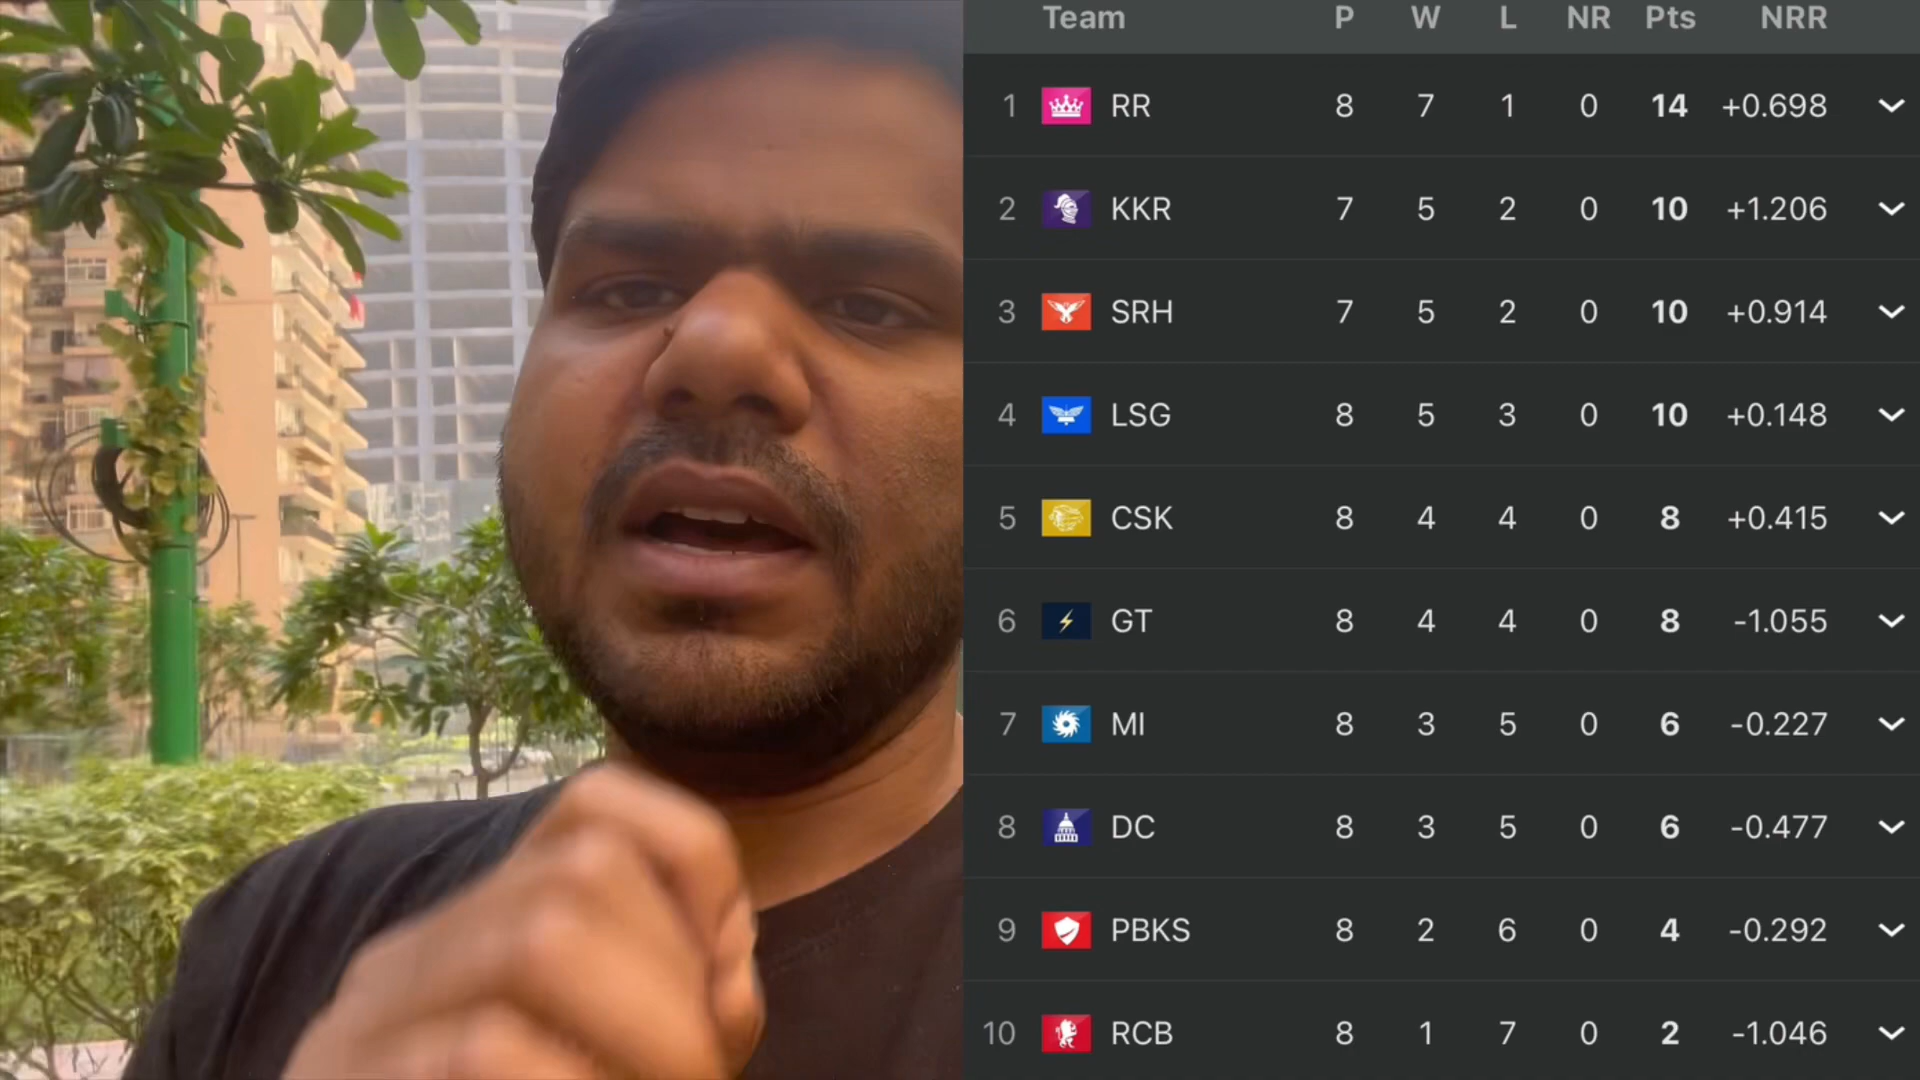 Team P W L NR Pts NRR
1 RR 8 7 1 0 14 +0.698
2 KKR 7 5 2 0 10 +1.206
3 SRH 7 5 2 0 10 +0.914
4 LSG 8 5 3 0 10 +0.148
5 CSK 8 4 4 0 8 +0.415
6 GT 8 4 4 0 8 -1.055
7 MI 8 3 5 0 6 -0.227
8 DC 8 3 5 0 6 -0.477
9 PBKS 8 2 6 0 4 -0.292
10 RCB 8 1 7 0 2 -1.046